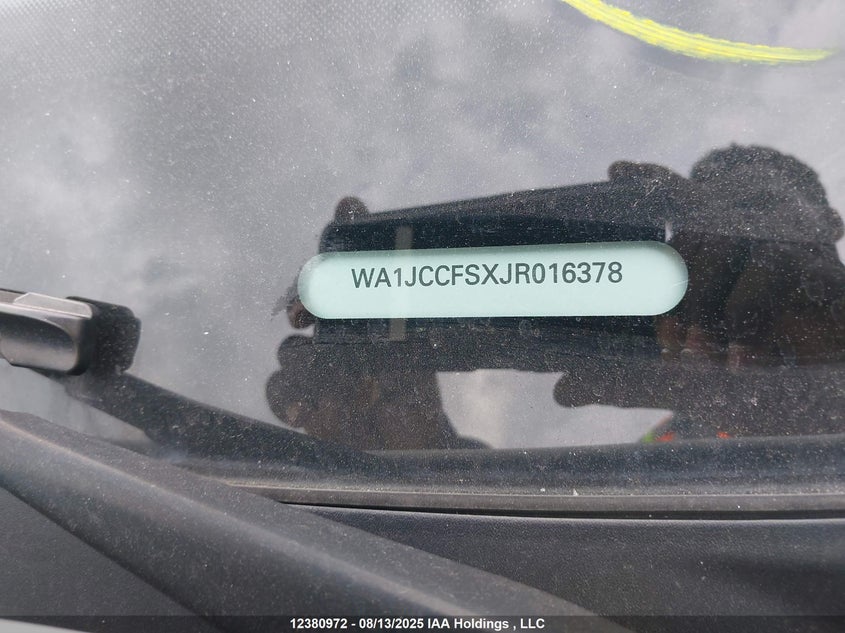 WA1JCCFSXJR016378
12380972 - 08/13/2025 IAA Holdings , LLC